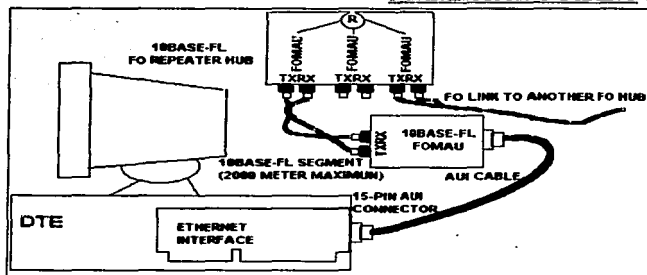 R
10BASE-FL
FO REPEATER HUB
FOMAU
FOMAU
FOMAU
TXRX
TXRX
TXRX
FO LINK TO ANOTHER FO HUB
10BASE-FL
FOMAU
TXRX
10BASE-FL SEGMENT
(2000 METER MAXIMUN)
AUI CABLE
15-PIN AUI
CONNECTOR
DTE
ETHERNET
INTERFACE